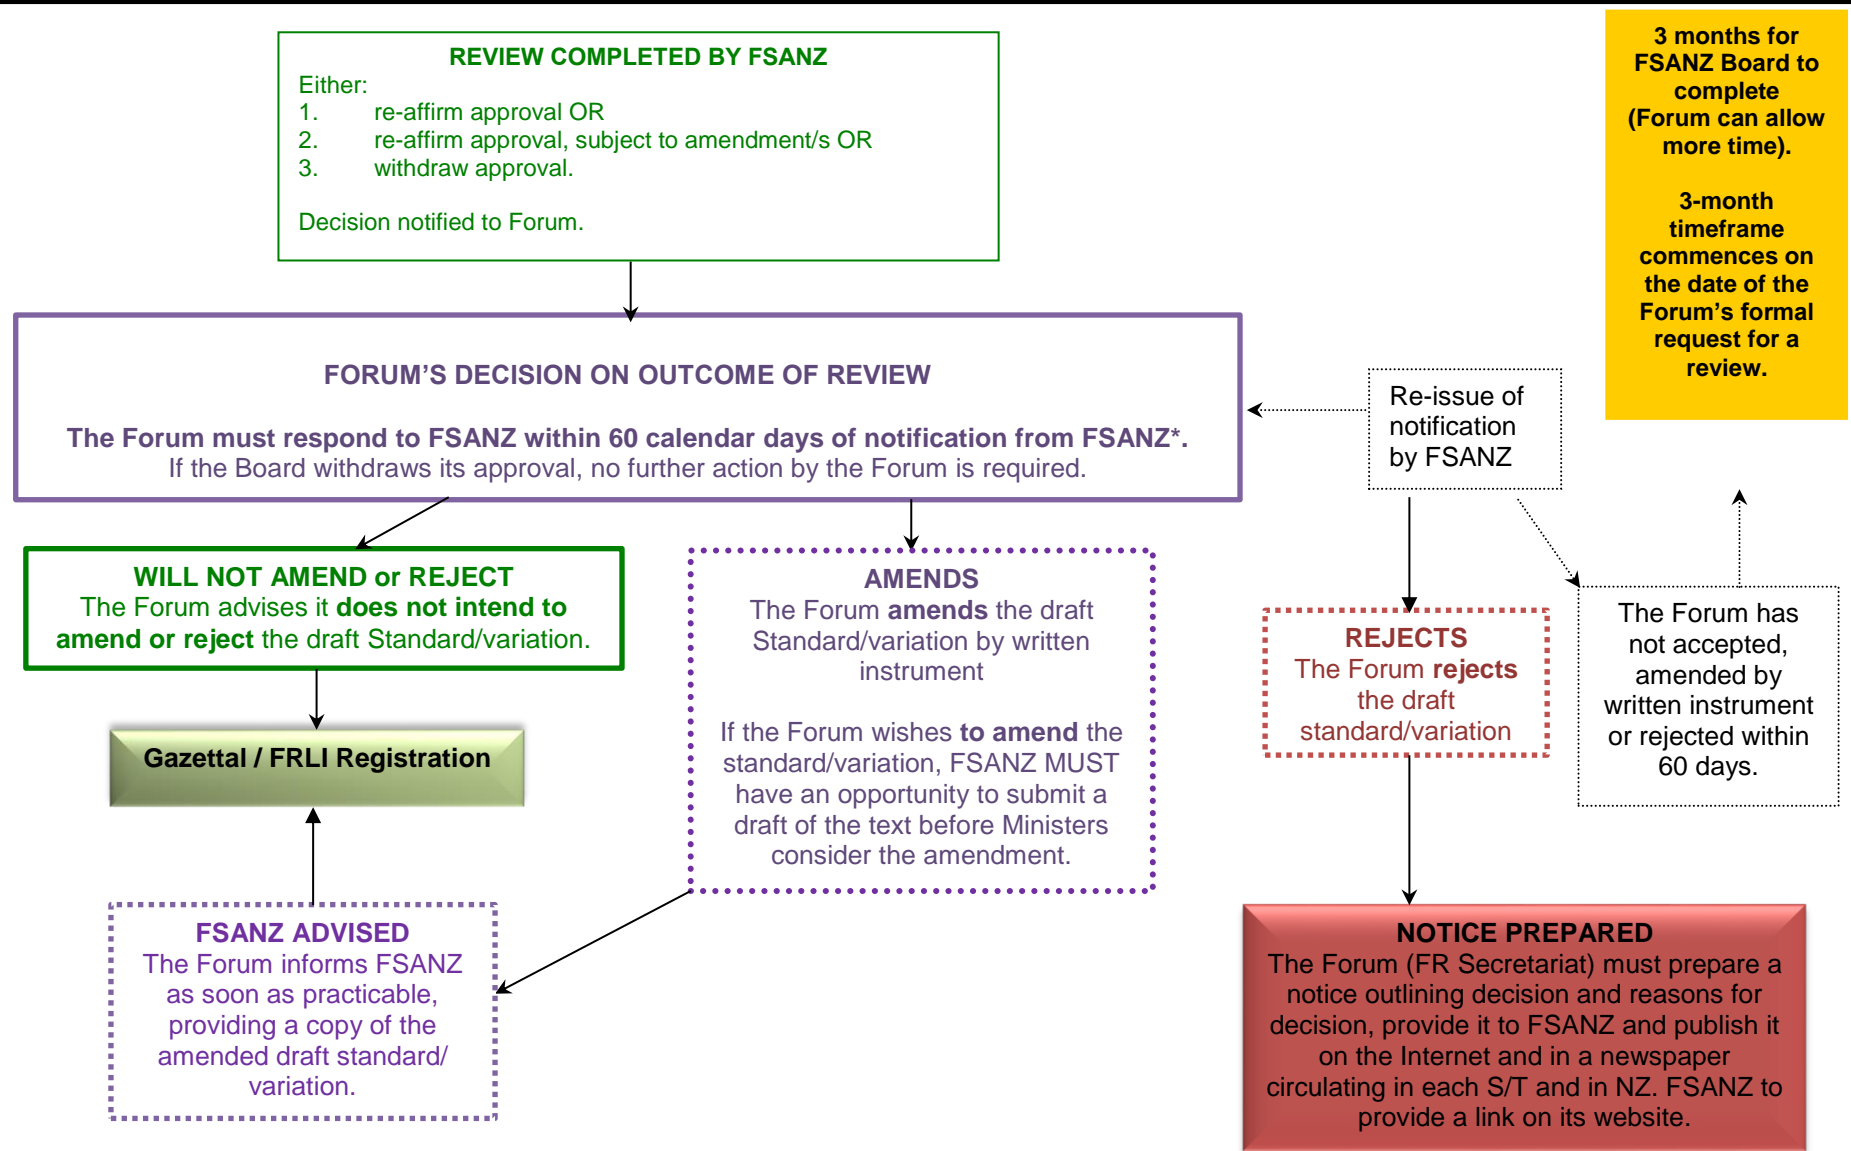 REVIEW COMPLETED BY FSANZ
Either:
1. re-affirm approval OR
2. re-affirm approval, subject to amendment/s OR
3. withdraw approval.
Decision notified to Forum.
3 months for
FSANZ Board to
complete
(Forum can allow
more time).
3-month
timeframe
commences on
the date of the
Forum’s formal
request for a
review.
FORUM’S DECISION ON OUTCOME OF REVIEW
The Forum must respond to FSANZ within 60 calendar days of notification from FSANZ*.
If the Board withdraws its approval, no further action by the Forum is required.
Re-issue of
notification
by FSANZ
WILL NOT AMEND or REJECT
The Forum advises it does not intend to
amend or reject the draft Standard/variation.
AMENDS
The Forum amends the draft
Standard/variation by written
instrument
If the Forum wishes to amend the
standard/variation, FSANZ MUST
have an opportunity to submit a
draft of the text before Ministers
consider the amendment.
REJECTS
The Forum rejects
the draft
standard/variation
The Forum has
not accepted,
amended by
written instrument
or rejected within
60 days.
Gazettal / FRLI Registration
FSANZ ADVISED
The Forum informs FSANZ
as soon as practicable,
providing a copy of the
amended draft standard/
variation.
NOTICE PREPARED
The Forum (FR Secretariat) must prepare a
notice outlining decision and reasons for
decision, provide it to FSANZ and publish it
on the Internet and in a newspaper
circulating in each S/T and in NZ. FSANZ to
provide a link on its website.